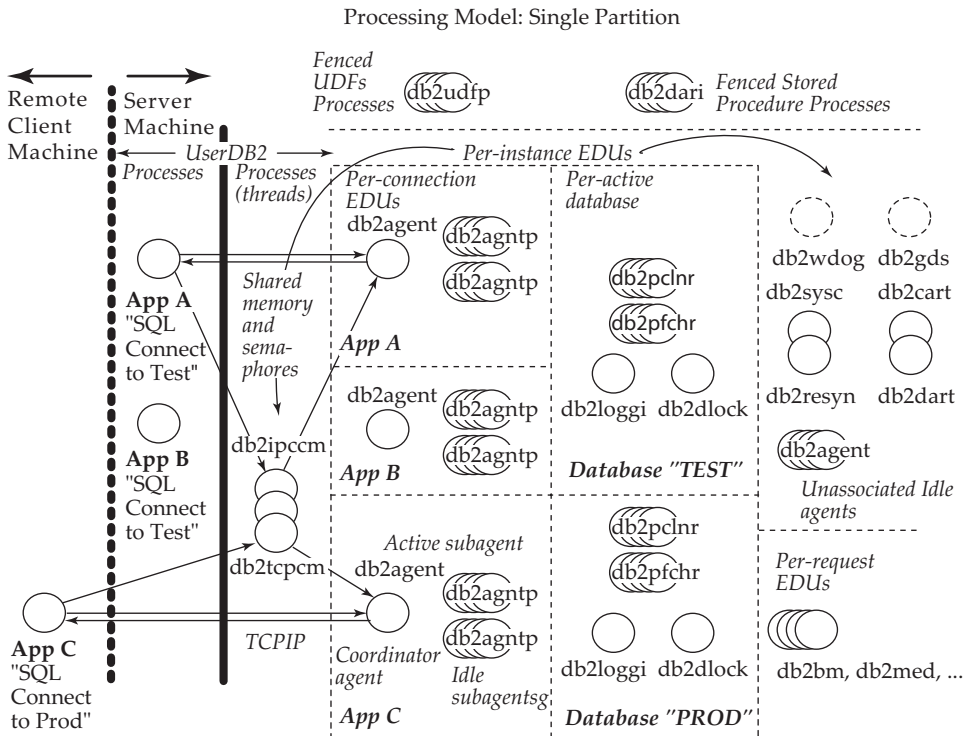 Processing Model: Single Partition
Fenced
UDFs
Processes
db2udfp
db2dari
Fenced Stored
Procedure Processes
Remote
Client
Machine
Server
Machine
UserDB2
Processes
Processes
(threads)
Per-instance EDUs
Per-connection
EDUs
db2agent
db2agntp
db2agntp
App A
Per-active
database
db2pclnr
db2pfchr
db2loggi
db2dlock
Database "TEST"
db2wdog
db2gds
db2sysc
db2cart
db2resyn
db2dart
db2agent
Unassociated Idle
agents
App A
"SQL
Connect
to Test"
Shared
memory
and
sema-
phores
App B
"SQL
Connect
to Test"
db2ipccm
db2tcpcm
db2agent
db2agntp
db2agntp
App B
Active subagent
db2agent
db2agntp
db2agntp
Coordinator
agent
Idle
subagentsg
App C
TCPIP
App C
"SQL
Connect
to Prod"
db2pclnr
db2pfchr
db2loggi
db2dlock
Database "PROD"
Per-request
EDUs
db2bm, db2med, ...